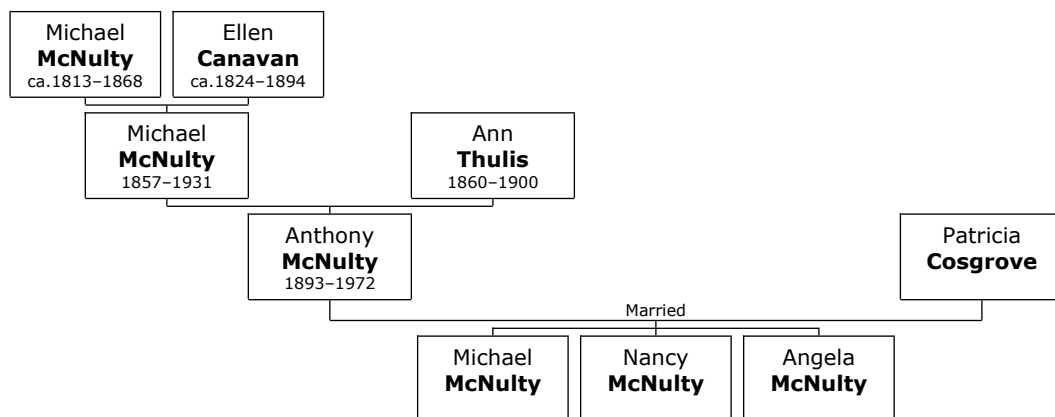 Michael
McNulty
ca.1813–1868
Ellen
Canavan
ca.1824–1894
Michael
McNulty
1857–1931
Ann
Thulis
1860–1900
Anthony
McNulty
1893–1972
Patricia
Cosgrove
Married
Michael
McNulty
Nancy
McNulty
Angela
McNulty